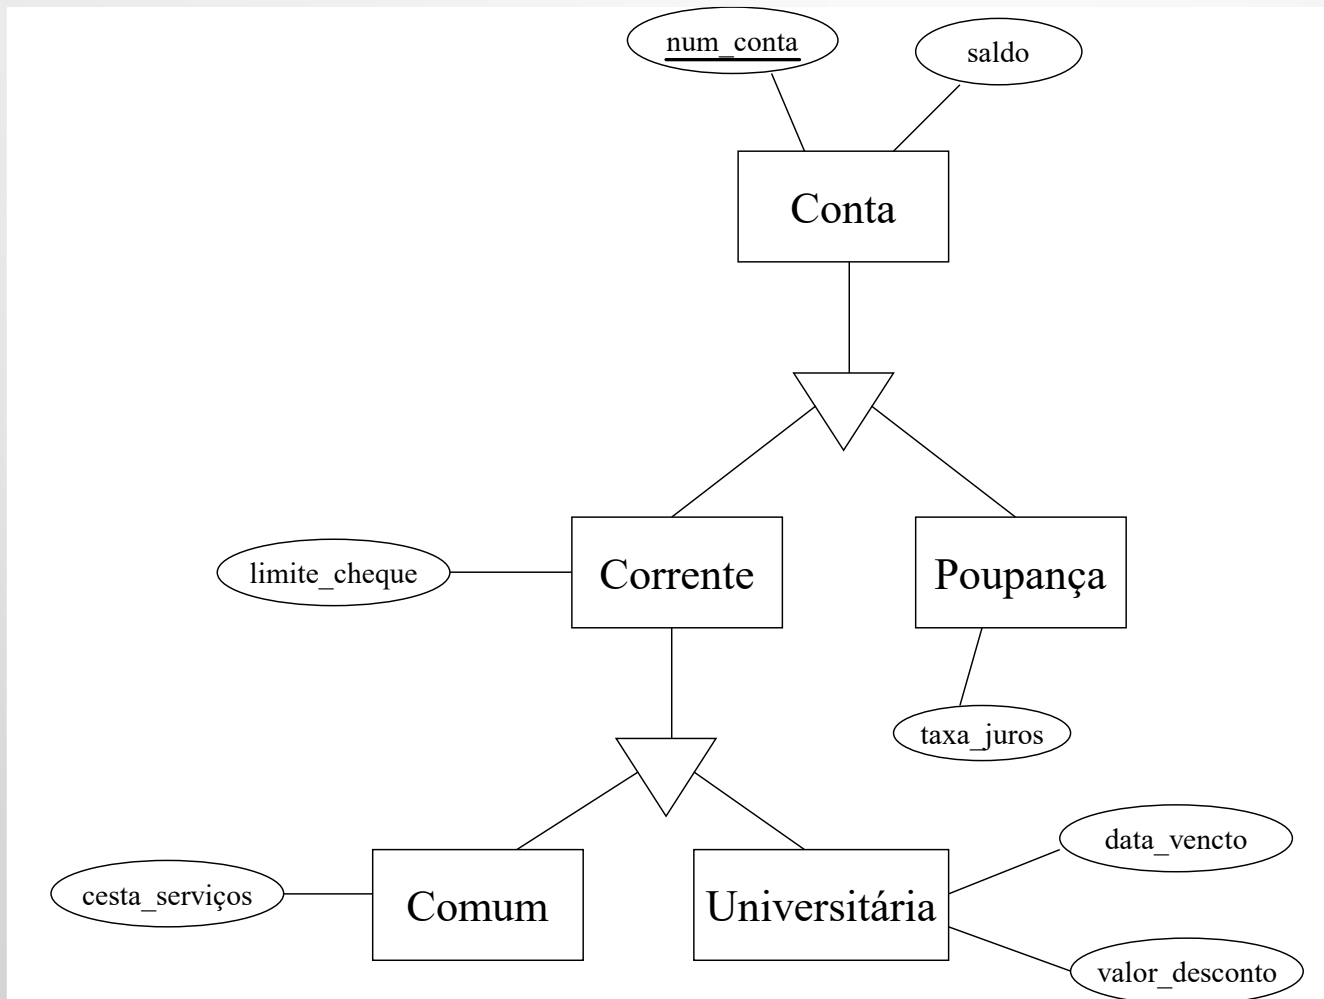 num_conta
saldo
Conta
limite_cheque
Corrente
Poupança
taxa_juros
data_vencto
cesta_serviços
Comum
Universitária
valor_desconto